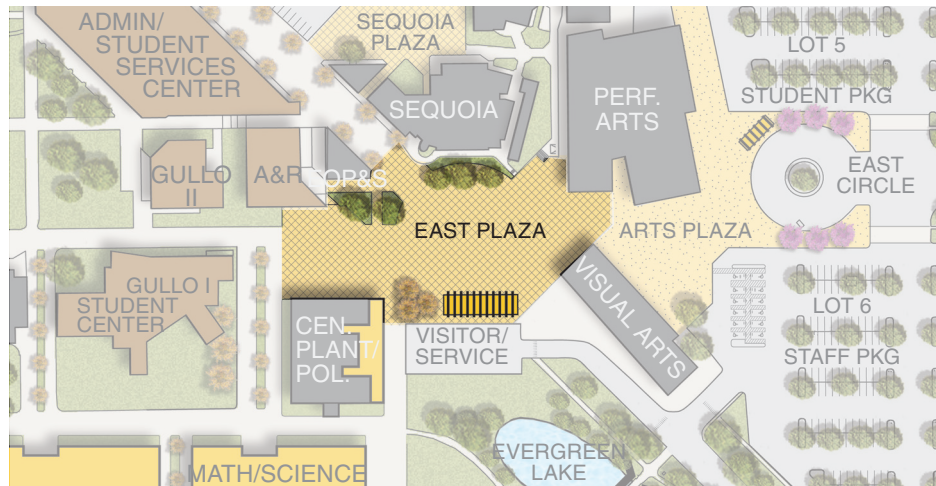 ADMIN/
STUDENT
SERVICES
CENTER
SEQUOIA
PLAZA
SEQUOIA
PERF.
ARTS
LOT 5
STUDENT PKG
EAST
CIRCLE
GULLO
II
A&R
OP&S
EAST PLAZA
ARTS PLAZA
GULLO I
STUDENT
CENTER
CEN.
PLANT/
POL.
VISITOR/
SERVICE
VISUAL ARTS
LOT 6
STAFF PKG
EVERGREEN
LAKE
MATH/SCIENCE